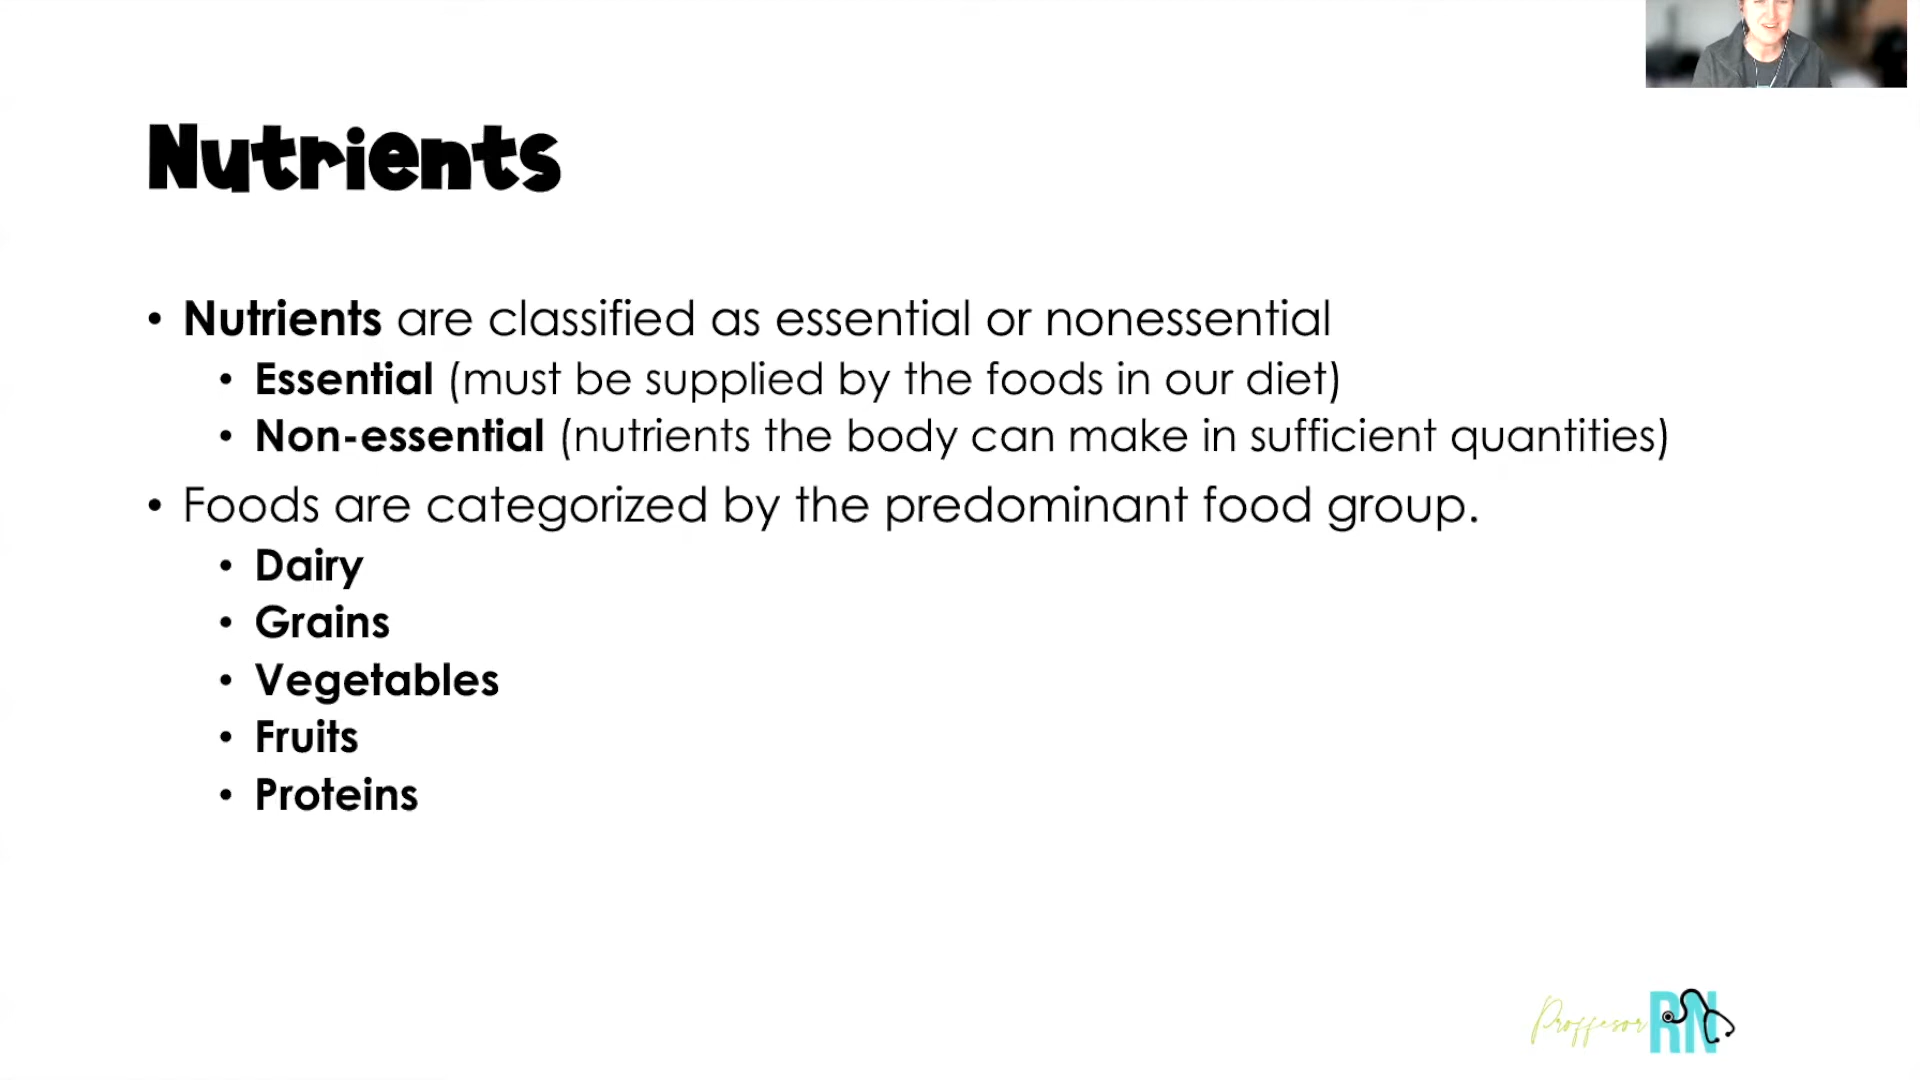 Nutrients
• Nutrients are classified as essential or nonessential
• Essential (must be supplied by the foods in our diet)
• Non-essential (nutrients the body can make in sufficient quantities)
• Foods are categorized by the predominant food group.
• Dairy
• Grains
• Vegetables
• Fruits
• Proteins
Proffesor RN